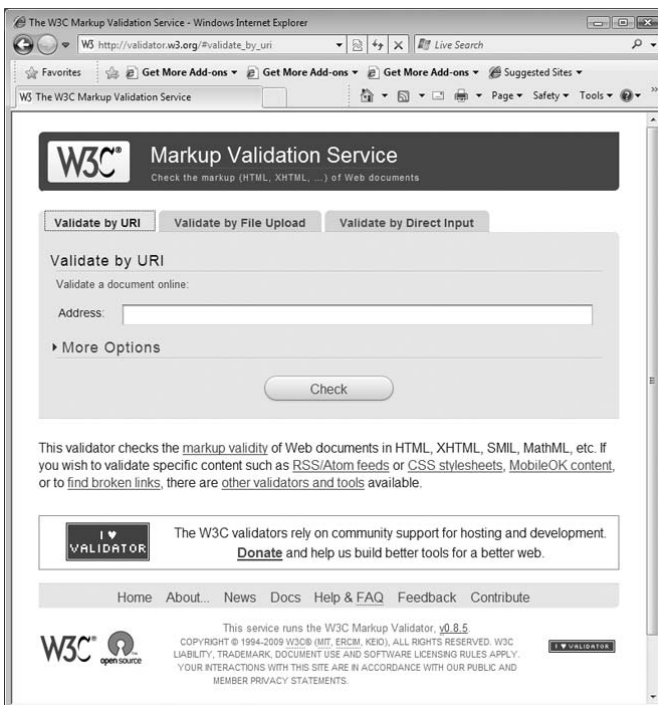 The W3C Markup Validation Service - Windows Internet Explorer
W3 http://validator.w3.org/#validate_by_uri Live Search
Favorites Get More Add-ons Get More Add-ons Get More Add-ons Suggested Sites
W3 The W3C Markup Validation Service Page Safety Tools
W3C® Markup Validation Service
Check the markup (HTML, XHTML, ...) of Web documents
Validate by URI Validate by File Upload Validate by Direct Input
Validate by URI
Validate a document online:
Address:
More Options
Check
This validator checks the markup validity of Web documents in HTML, XHTML, SMIL, MathML, etc. If
you wish to validate specific content such as RSS/Atom feeds or CSS stylesheets, MobileOK content,
or to find broken links, there are other validators and tools available.
I ♥
VALIDATOR
The W3C validators rely on community support for hosting and development.
Donate and help us build better tools for a better web.
Home About... News Docs Help & FAQ Feedback Contribute
W3C® open source
This service runs the W3C Markup Validator, v0.8.5.
COPYRIGHT © 1994-2009 W3C® (MIT, ERCIM, KEIO), ALL RIGHTS RESERVED. W3C
LIABILITY, TRADEMARK, DOCUMENT USE AND SOFTWARE LICENSING RULES APPLY.
YOUR INTERACTIONS WITH THIS SITE ARE IN ACCORDANCE WITH OUR PUBLIC AND
MEMBER PRIVACY STATEMENTS.
I ♥ VALIDATOR